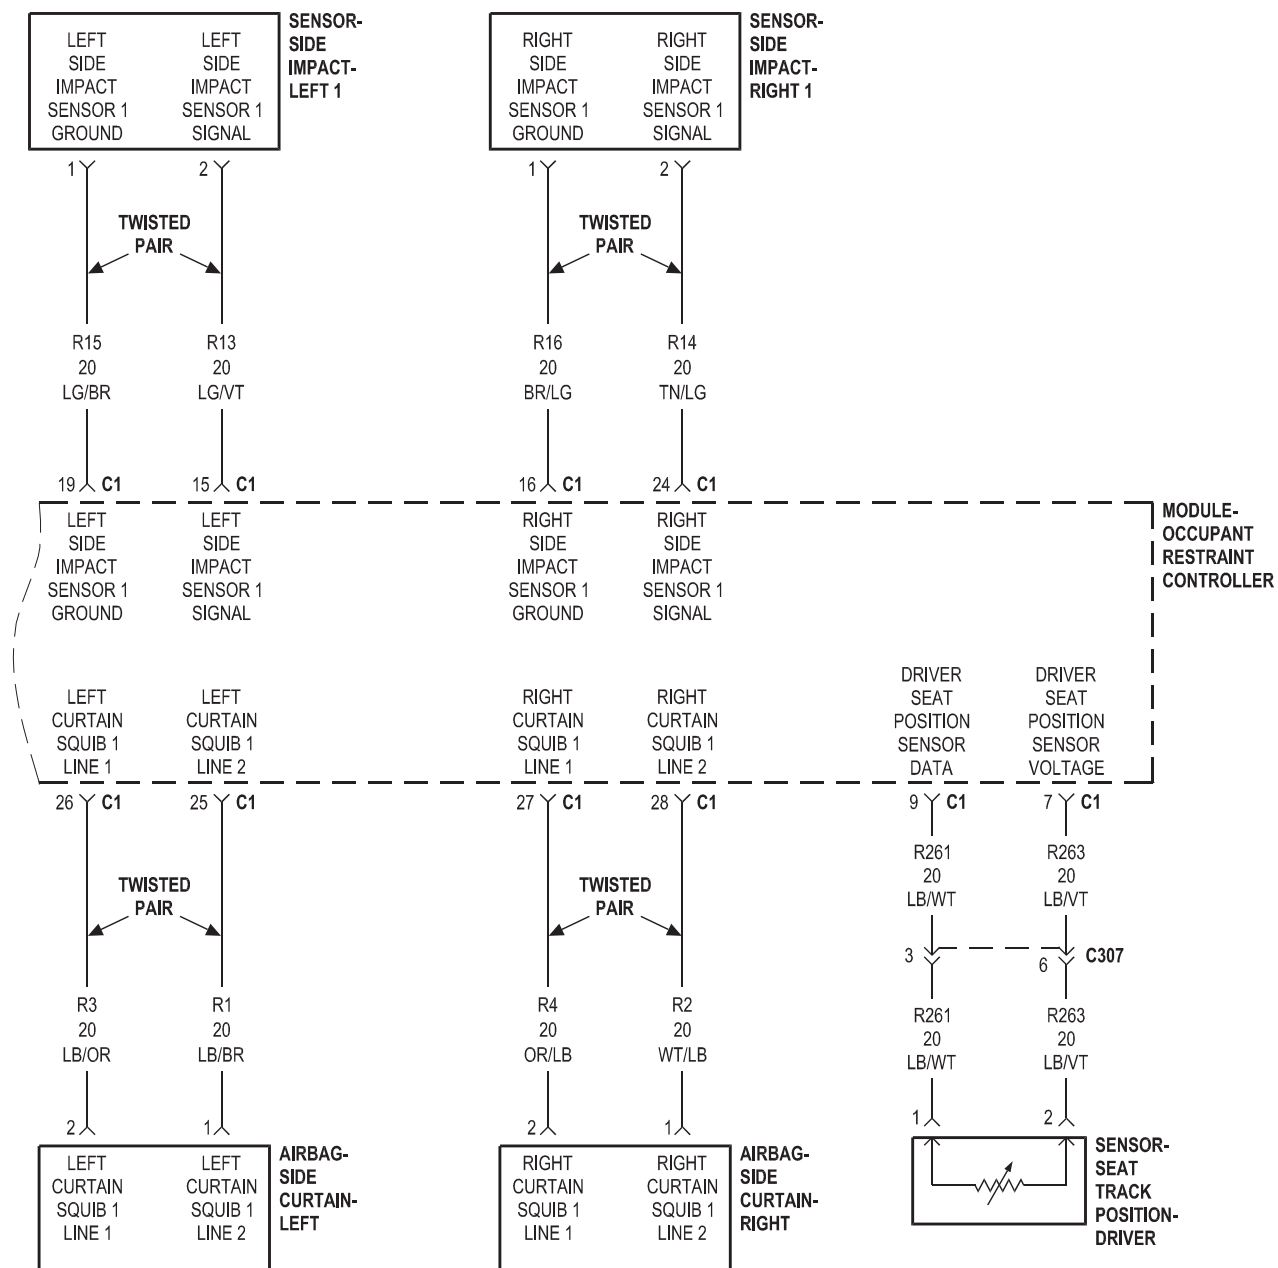 LEFT
SIDE
IMPACT
SENSOR 1
GROUND
LEFT
SIDE
IMPACT
SENSOR 1
SIGNAL
SENSOR-
SIDE
IMPACT-
LEFT 1
RIGHT
SIDE
IMPACT
SENSOR 1
GROUND
RIGHT
SIDE
IMPACT
SENSOR 1
SIGNAL
SENSOR-
SIDE
IMPACT-
RIGHT 1
1
2
1
2
TWISTED
PAIR
TWISTED
PAIR
R15
20
LG/BR
R13
20
LG/VT
R16
20
BR/LG
R14
20
TN/LG
19 C1
15 C1
16 C1
24 C1
LEFT
SIDE
IMPACT
SENSOR 1
GROUND
LEFT
SIDE
IMPACT
SENSOR 1
SIGNAL
RIGHT
SIDE
IMPACT
SENSOR 1
GROUND
RIGHT
SIDE
IMPACT
SENSOR 1
SIGNAL
MODULE-
OCCUPANT
RESTRAINT
CONTROLLER
LEFT
CURTAIN
SQUIB 1
LINE 1
LEFT
CURTAIN
SQUIB 1
LINE 2
RIGHT
CURTAIN
SQUIB 1
LINE 1
RIGHT
CURTAIN
SQUIB 1
LINE 2
DRIVER
SEAT
POSITION
SENSOR
DATA
DRIVER
SEAT
POSITION
SENSOR
VOLTAGE
26 C1
25 C1
27 C1
28 C1
9 C1
7 C1
TWISTED
PAIR
TWISTED
PAIR
R261
20
LB/WT
R263
20
LB/VT
3
6
C307
R3
20
LB/OR
R1
20
LB/BR
R4
20
OR/LB
R2
20
WT/LB
R261
20
LB/WT
R263
20
LB/VT
2
1
2
1
1
2
LEFT
CURTAIN
SQUIB 1
LINE 1
LEFT
CURTAIN
SQUIB 1
LINE 2
AIRBAG-
SIDE
CURTAIN-
LEFT
RIGHT
CURTAIN
SQUIB 1
LINE 1
RIGHT
CURTAIN
SQUIB 1
LINE 2
AIRBAG-
SIDE
CURTAIN-
RIGHT
SENSOR-
SEAT
TRACK
POSITION-
DRIVER